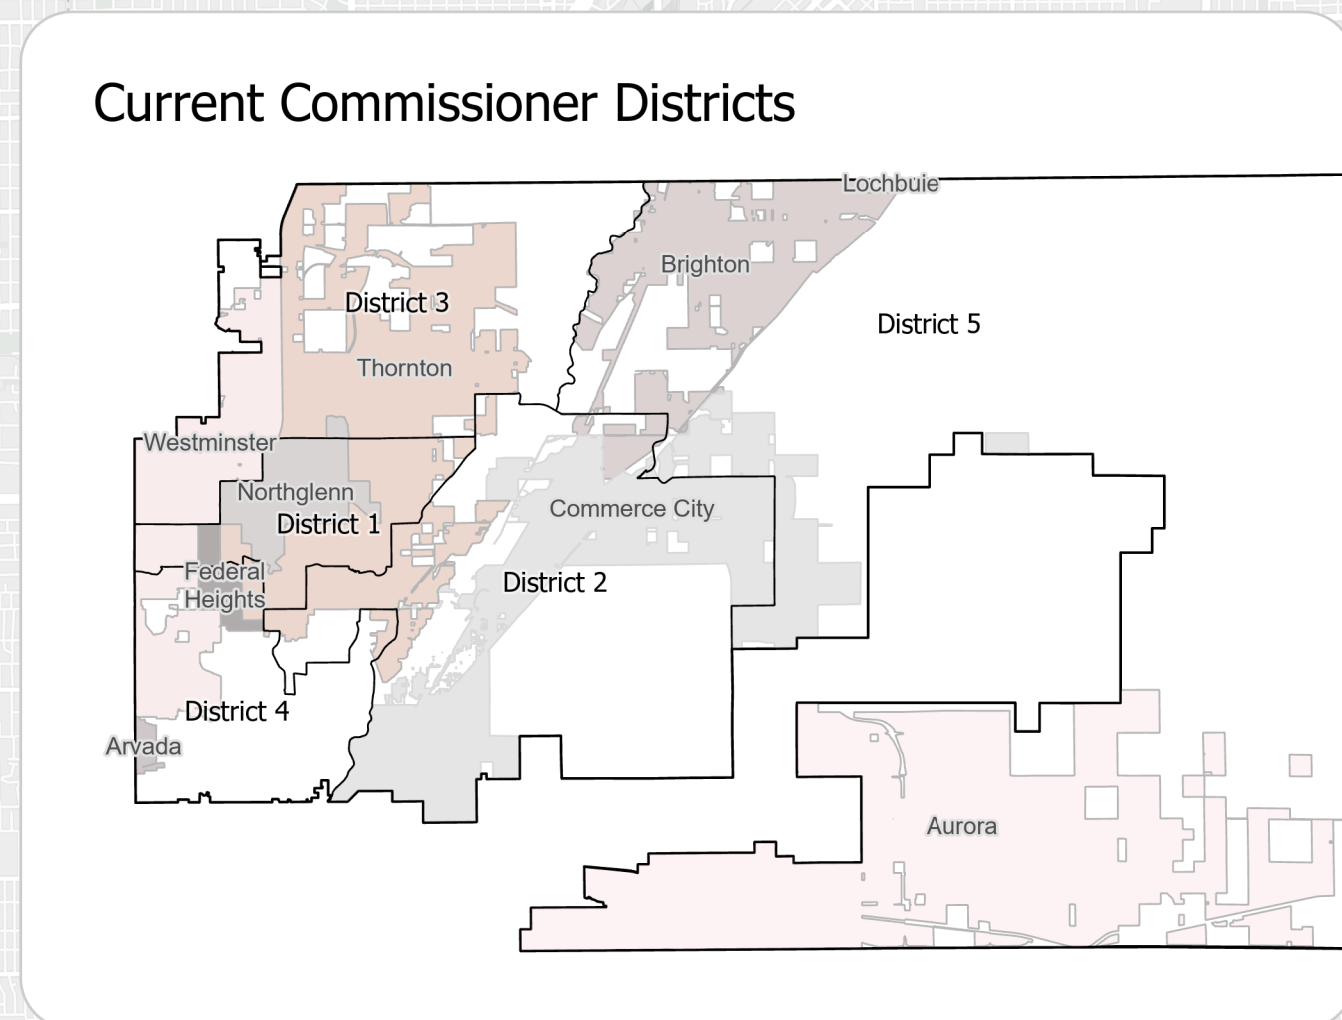 Current Commissioner Districts
Lochbuie
Brighton
District 3
District 5
Thornton
Westminster
Northglenn
Commerce City
District 1
Federal
Heights
District 2
District 4
Arvada
Aurora